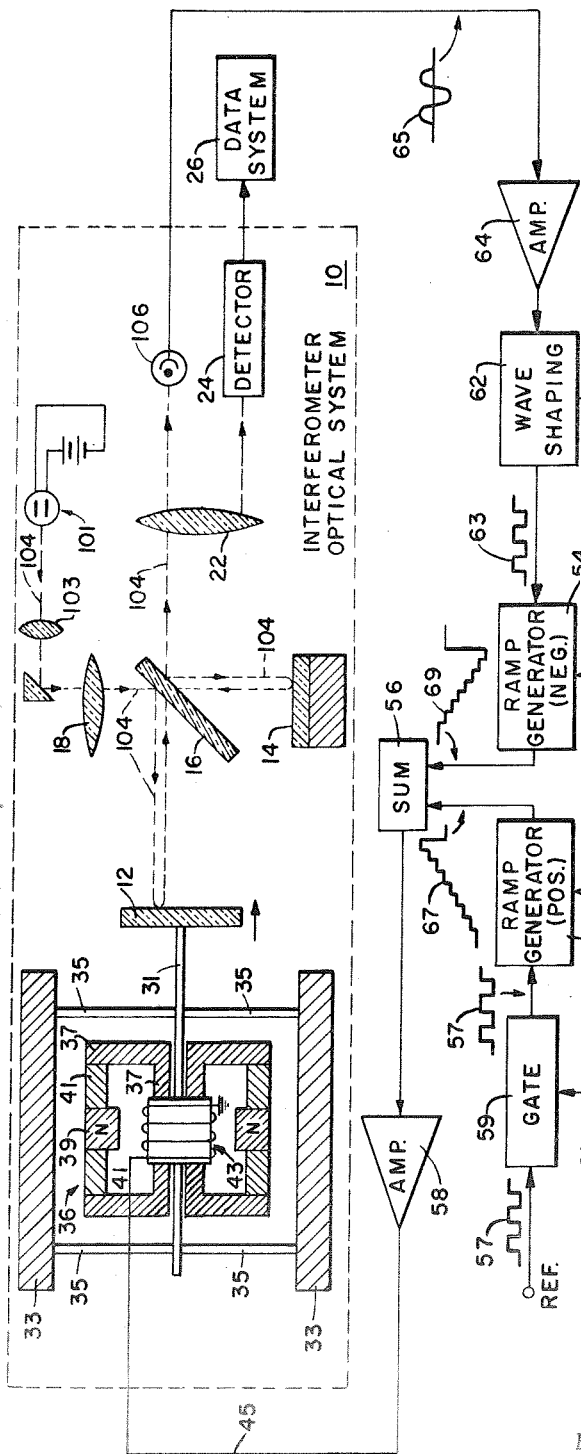 33
35
35
36
37
39
41
N
41
37
43
N
31
35
35
33
45
12
104
16
14
104
18
103
104
101
104
22
106
24
DETECTOR
26
DATA
SYSTEM
INTERFEROMETER
OPTICAL SYSTEM
10
65
64
AMP.
62
WAVE
SHAPING
63
RAMP
GENERATOR
(NEG.)
54
69
56
SUM
67
RAMP
GENERATOR
(POS.)
57
59
GATE
57
REF.
AMP.
58